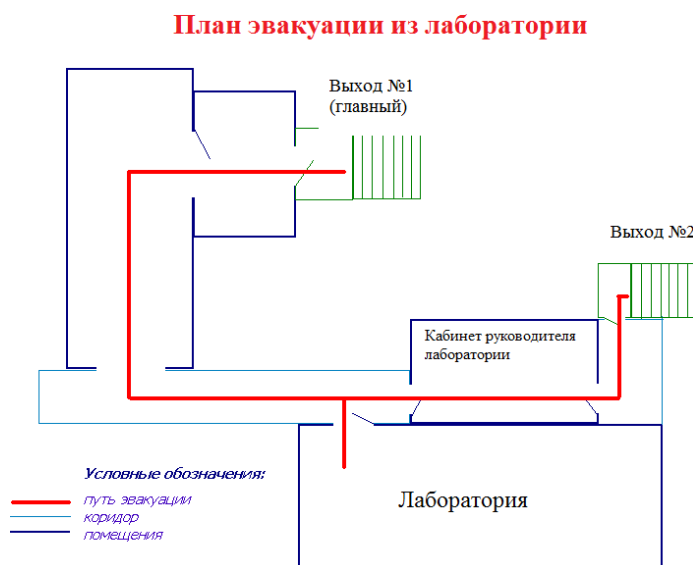 План эвакуации из лаборатории
Выход №1
(главный)
Выход №2
Кабинет руководителя
лаборатории
Лаборатория
Условные обозначения:
путь эвакуации
коридор
помещения